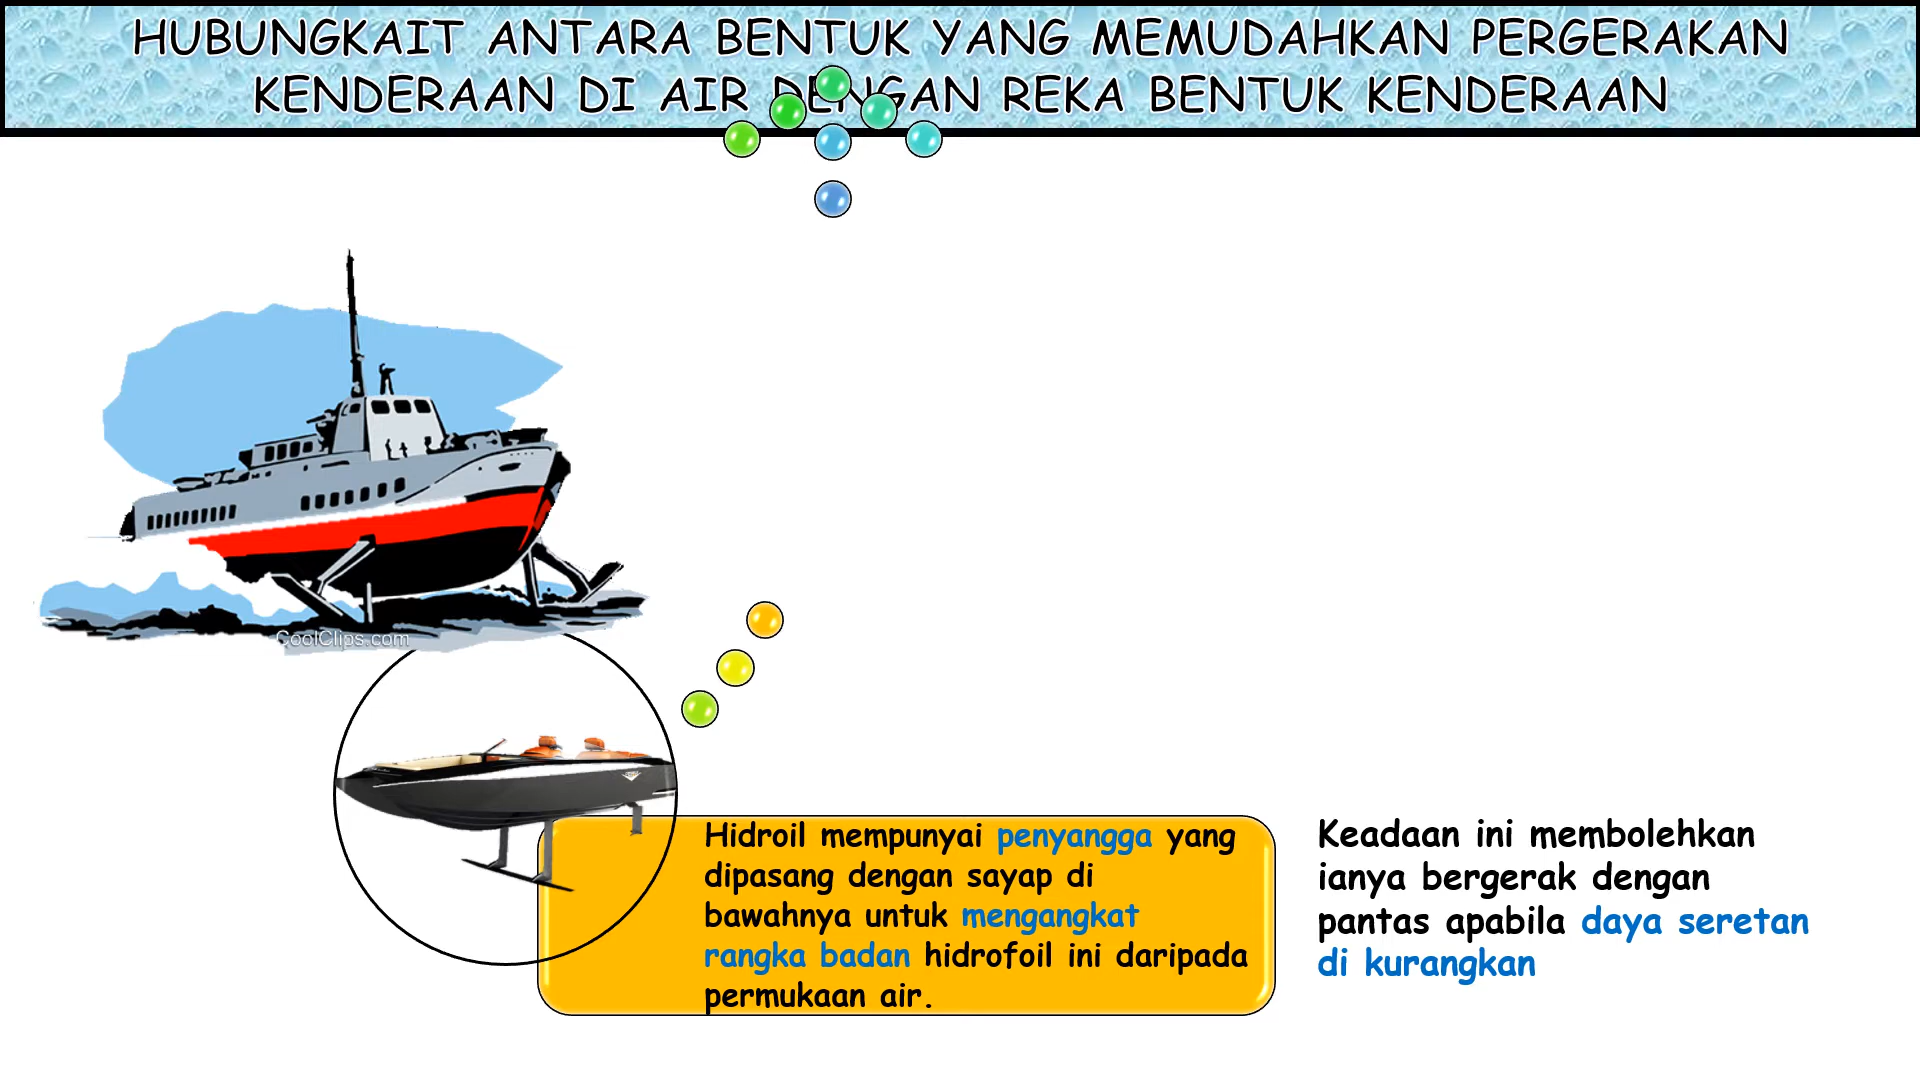 HUBUNGKAIT ANTARA BENTUK YANG MEMUDAHKAN PERGERAKAN
KENDERAAN DI AIR DENGAN REKA BENTUK KENDERAAN
CoolClips.com
Hidroil mempunyai penyangga yang
dipasang dengan sayap di
bawahnya untuk mengangkat
rangka badan hidrofoil ini daripada
permukaan air.
Keadaan ini membolehkan
ianya bergerak dengan
pantas apabila daya seretan
di kurangkan